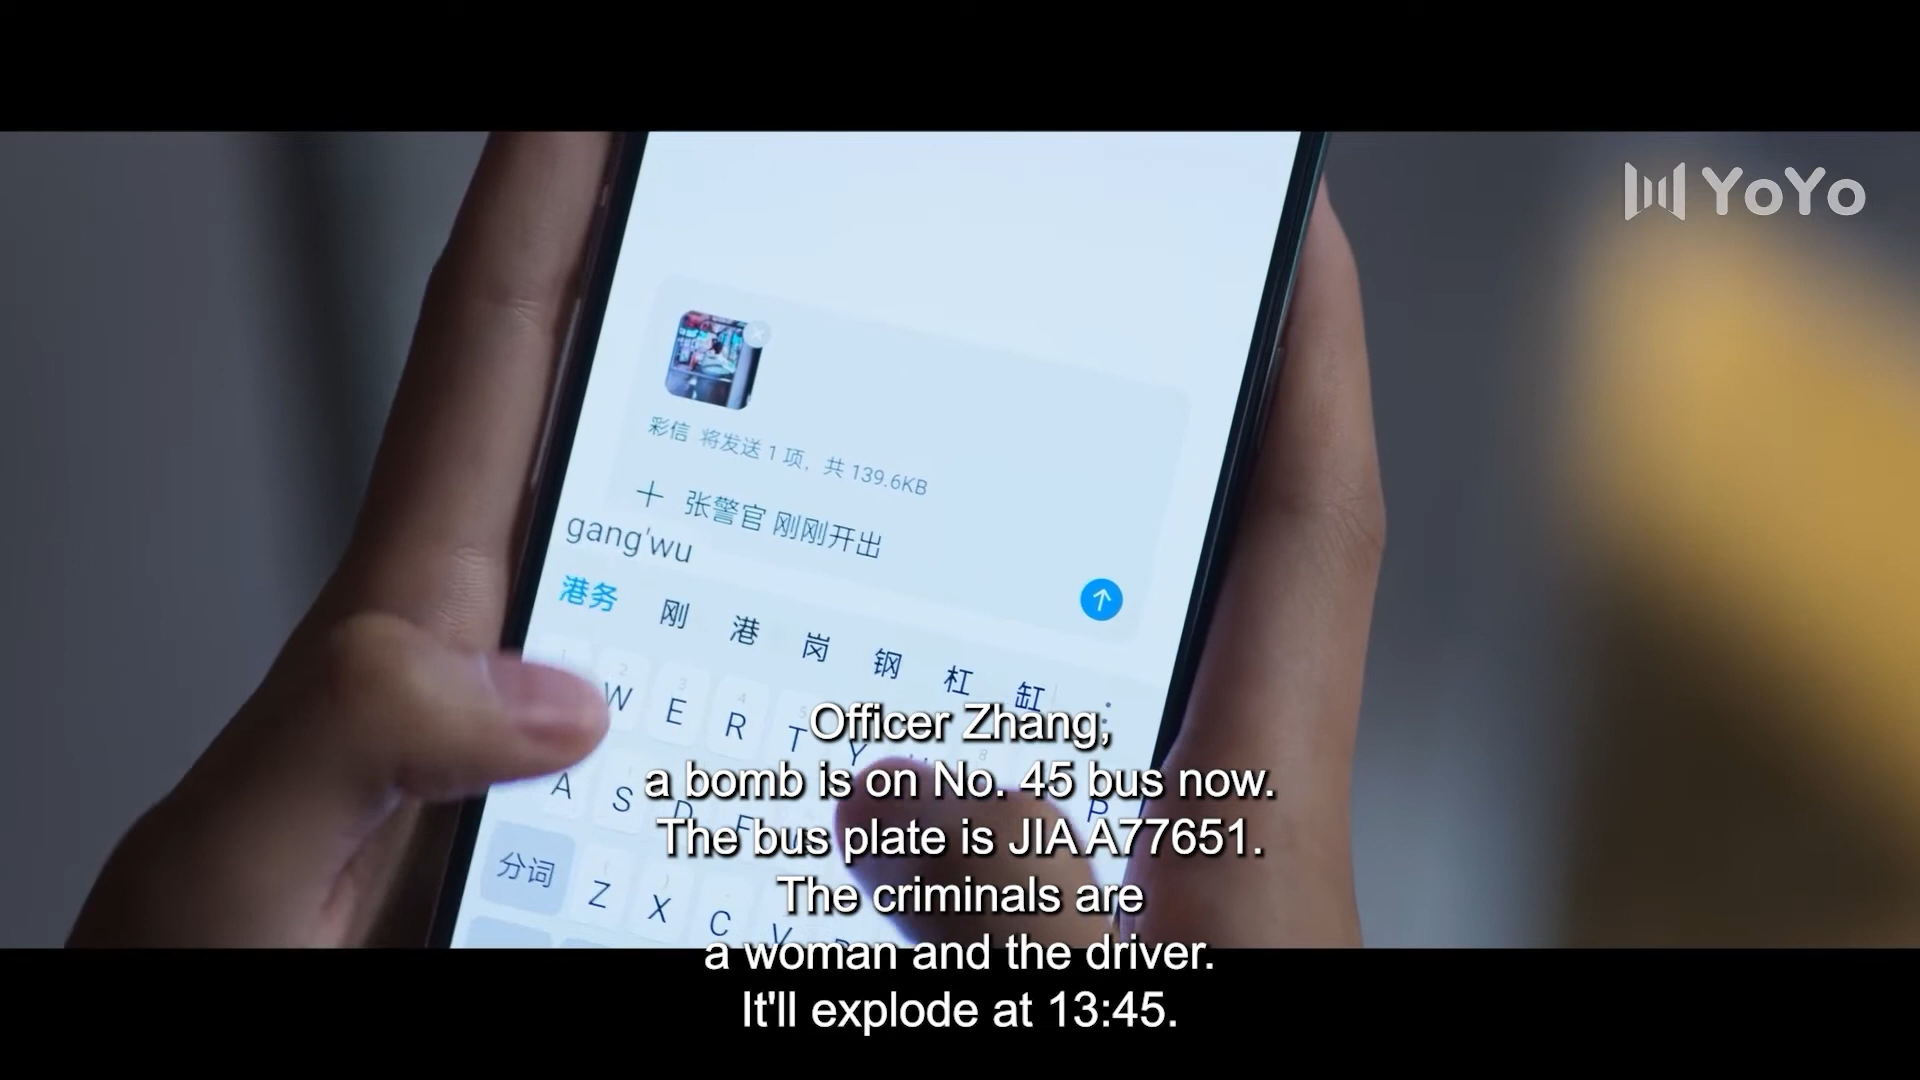 YoYo
彩信 将发送 1 项, 共 139.6KB
张警官 刚刚开出
gang'wu
港务 刚 港 岗 钢 杠 缸
W E R T Y
A S D F
P
分词 Z X C V
Officer Zhang,
a bomb is on No. 45 bus now.
The bus plate is JIA A77651.
The criminals are
a woman and the driver.
It'll explode at 13:45.